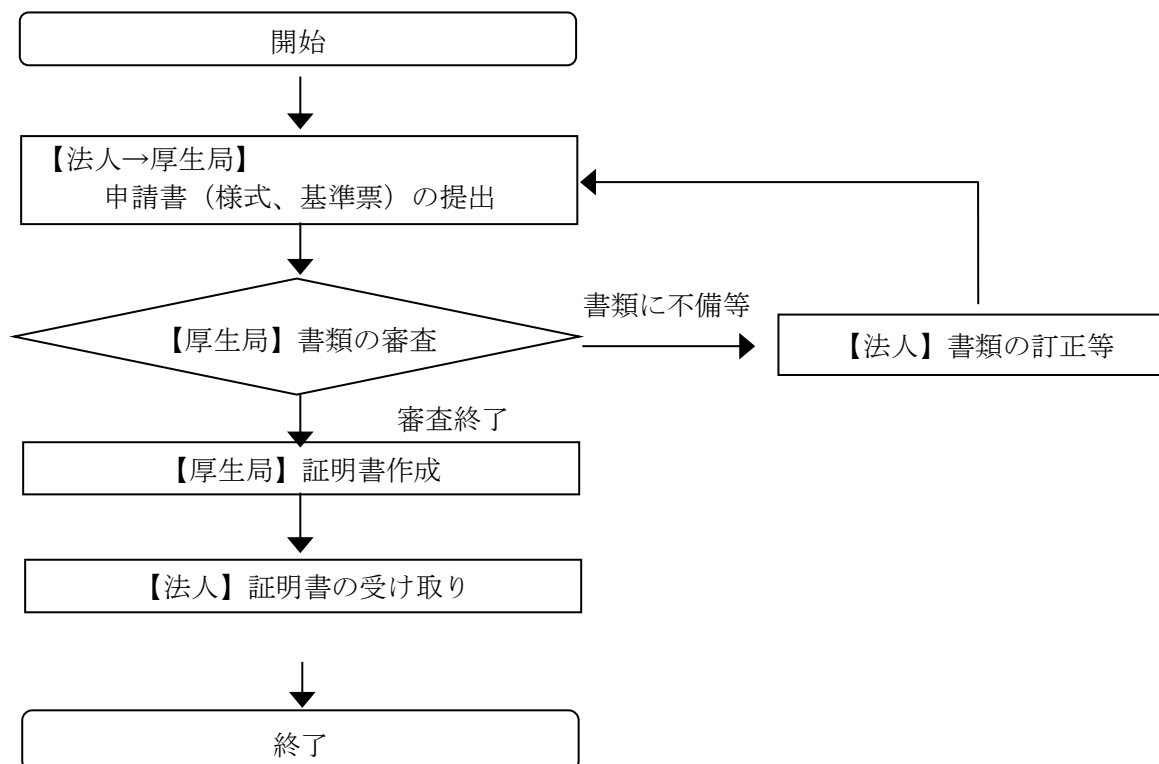 開始
【法人→厚生局】
申請書（様式、基準票）の提出
【厚生局】書類の審査
書類に不備等
【法人】書類の訂正等
審査終了
【厚生局】証明書作成
【法人】証明書の受け取り
終了